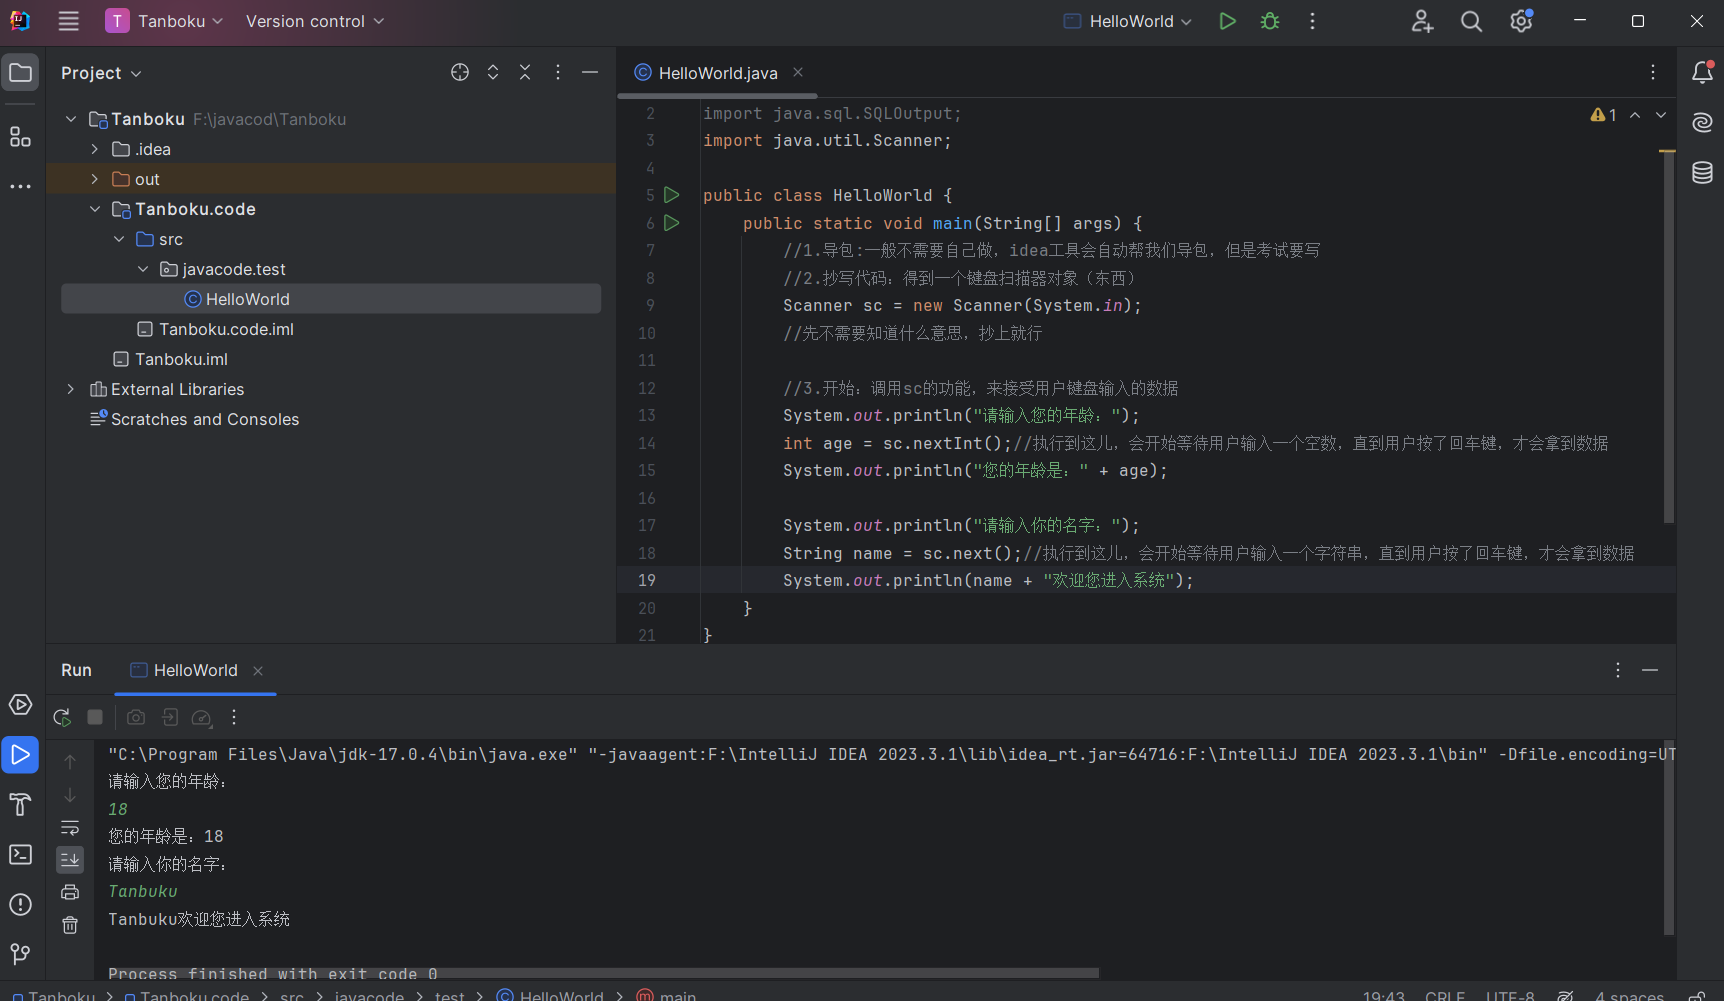 T Tanboku Version control HelloWorld
Project
HelloWorld.java
Tanboku F:\javacod\Tanboku
.idea
out
Tanboku.code
src
javacode.test
HelloWorld
Tanboku.code.iml
Tanboku.iml
External Libraries
Scratches and Consoles
1
2 import java.sql.SQLOutput;
3 import java.util.Scanner;
4
5 public class HelloWorld {
6 public static void main(String[] args) {
7 //1.导包:一般不需要自己做，idea工具会自动帮我们导包，但是考试要写
8 //2.抄写代码：得到一个键盘扫描器对象（东西）
9 Scanner sc = new Scanner(System.in);
10 //先不需要知道什么意思，抄上就行
11
12 //3.开始：调用sc的功能，来接受用户键盘输入的数据
13 System.out.println("请输入您的年龄：");
14 int age = sc.nextInt();//执行到这儿，会开始等待用户输入一个空数，直到用户按了回车键，才会拿到数据
15 System.out.println("您的年龄是：" + age);
16
17 System.out.println("请输入你的名字：");
18 String name = sc.next();//执行到这儿，会开始等待用户输入一个字符串，直到用户按了回车键，才会拿到数据
19 System.out.println(name + "欢迎您进入系统");
20 }
21 }
Run HelloWorld
"C:\Program Files\Java\jdk-17.0.4\bin\java.exe" "-javaagent:F:\IntelliJ IDEA 2023.3.1\lib\idea_rt.jar=64716:F:\IntelliJ IDEA 2023.3.1\bin" -Dfile.encoding=UT
请输入您的年龄：
18
您的年龄是：18
请输入你的名字：
Tanbuku
Tanbuku欢迎您进入系统
Process finished with exit code 0
Tanboku > Tanboku.code > src > javacode > test > HelloWorld > main 19:43 CRLF UTF-8 4 spaces